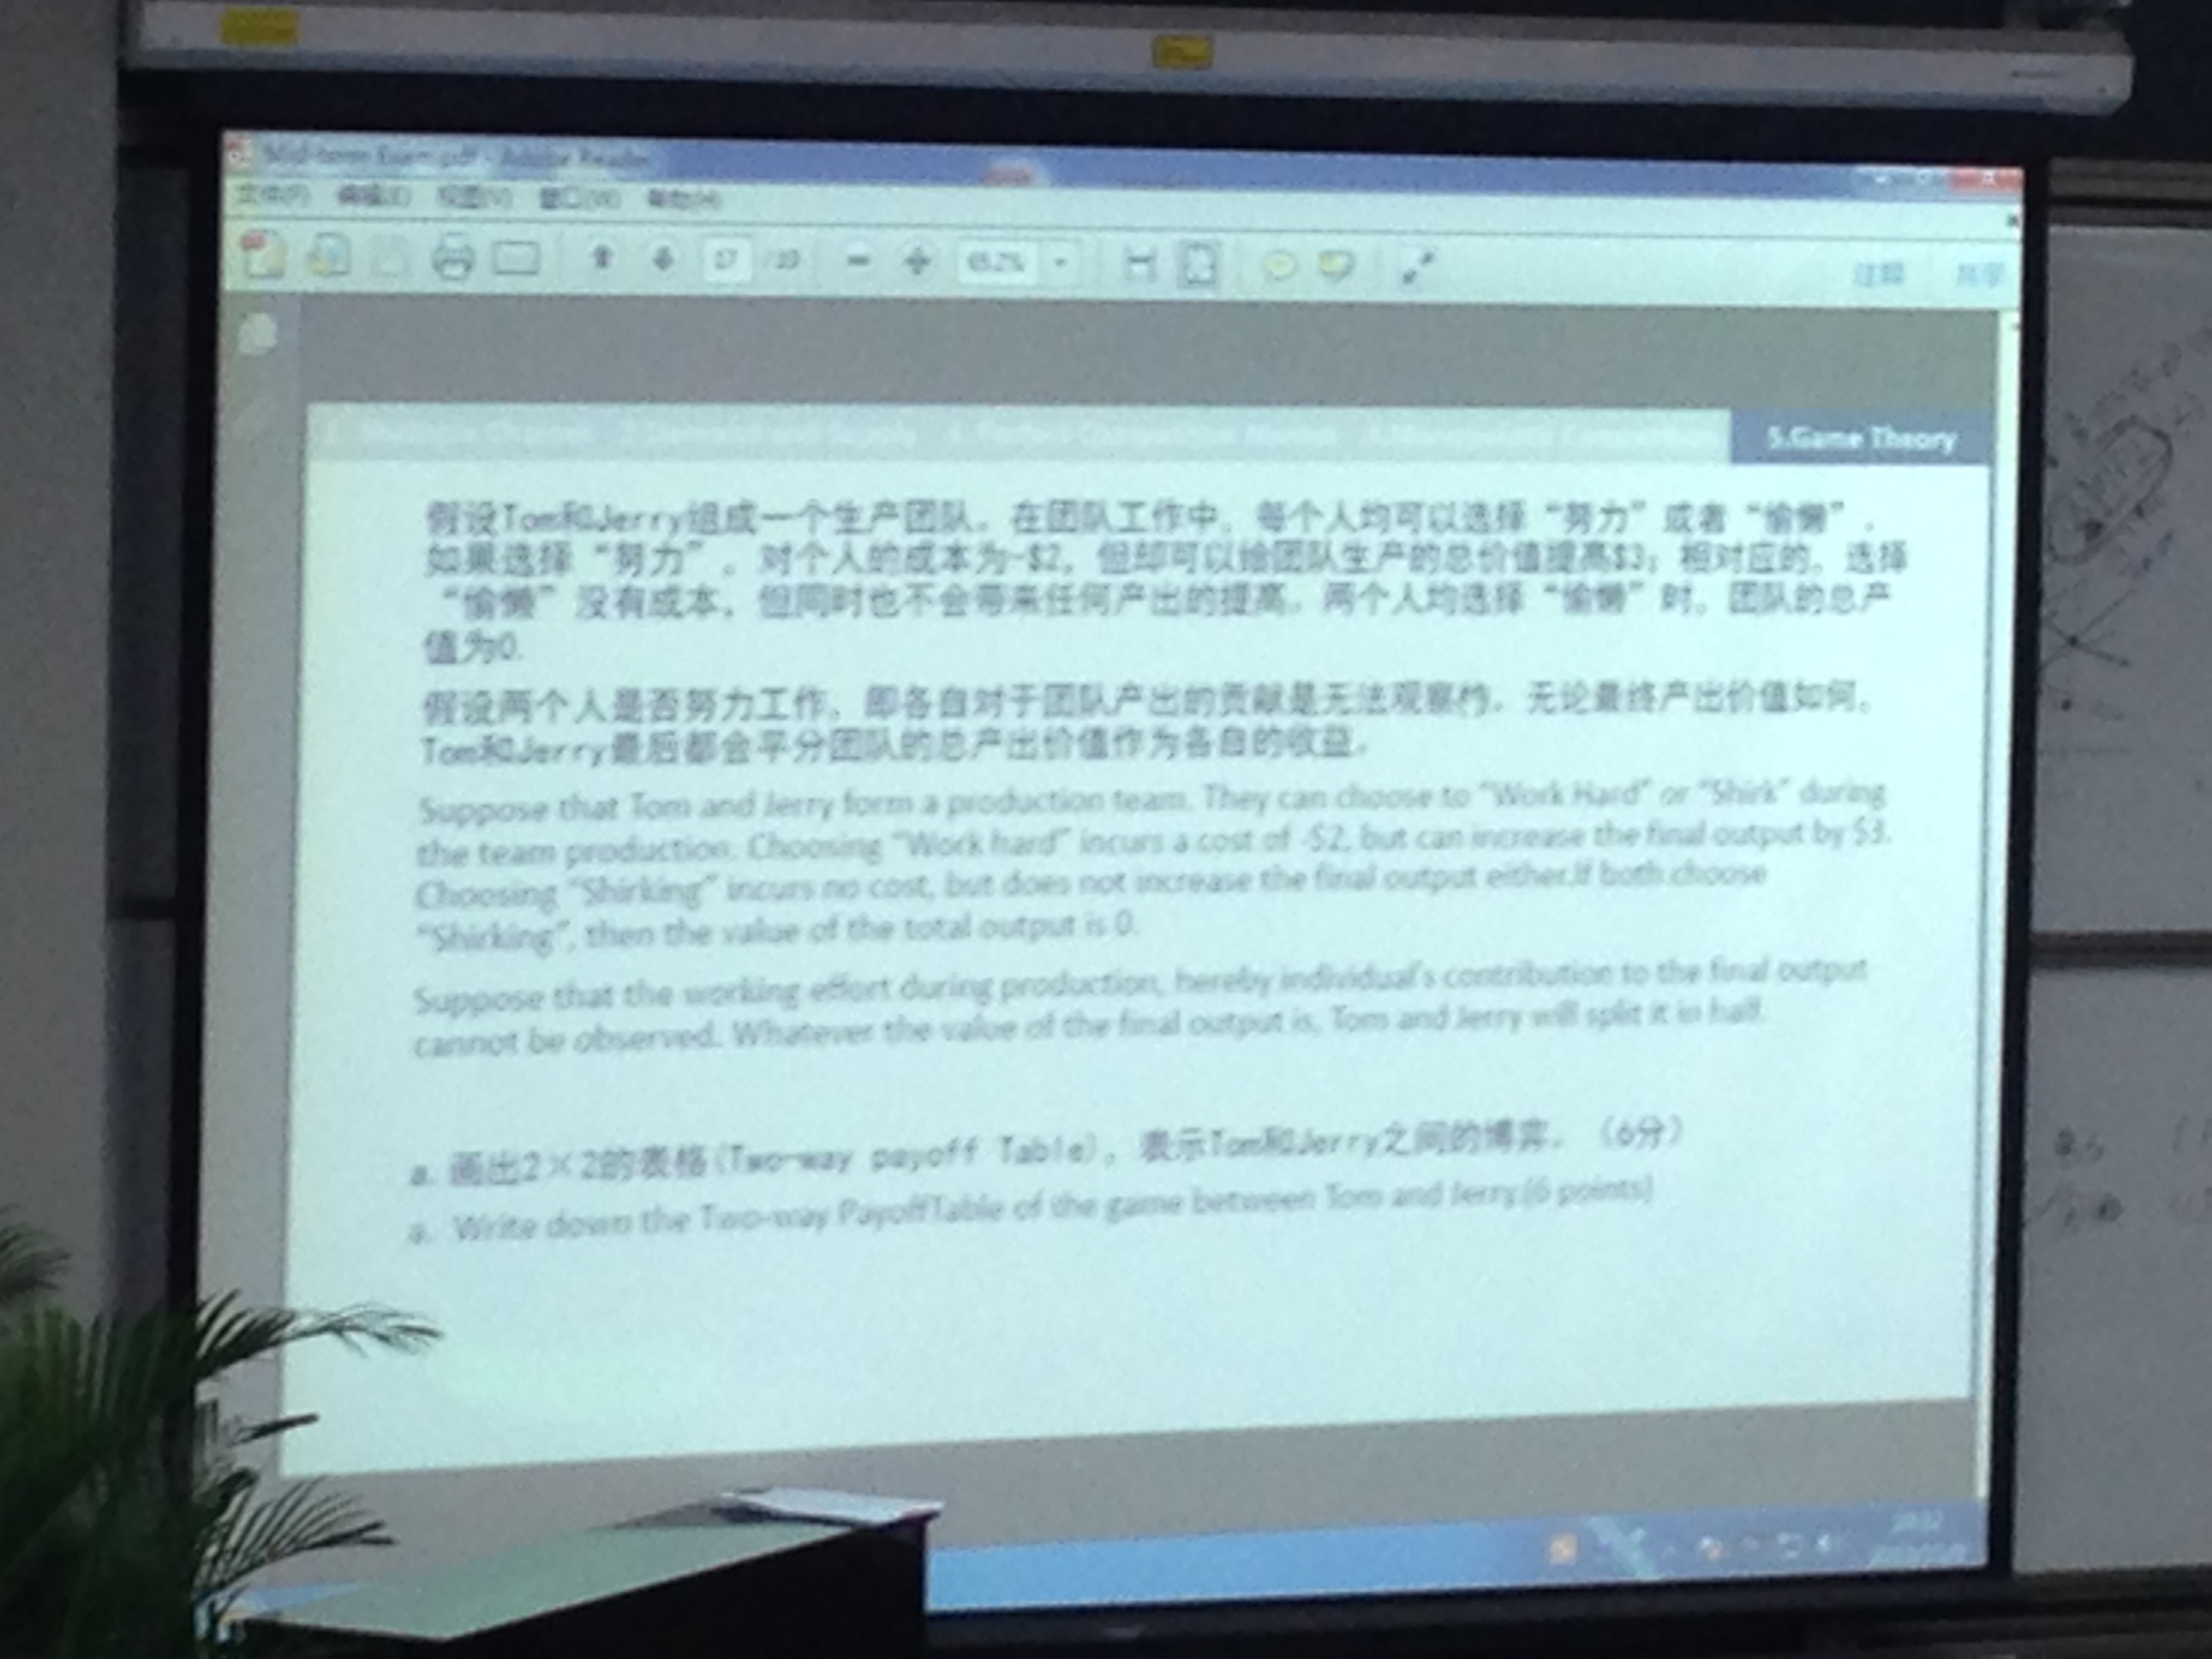 Mid-term Exam.pdf - Adobe Reader
文件(F) 编辑(E) 视图(V) 窗口(W) 帮助(H)
17 / 19 69.2% 注释 共享
5.Game Theory
假设Tom和Jerry组成一个生产团队。在团队工作中，每个人均可以选择“努力”或者“偷懒”，
如果选择“努力”，对个人的成本为-$2，但却可以给团队生产的总价值提高$3；相对应的，选择
“偷懒”没有成本，但同时也不会带来任何产出的提高。两个人均选择“偷懒”时，团队的总产
值为0.
假设两个人是否努力工作，即各自对于团队产出的贡献是无法观察的。无论最终产出价值如何，
Tom和Jerry最后都会平分团队的总产出价值作为各自的收益。
Suppose that Tom and Jerry form a production team. They can choose to “Work Hard” or “Shirk” during
the team production. Choosing “Work hard” incurs a cost of -$2, but can increase the final output by $3.
Choosing “Shirking” incurs no cost, but does not increase the final output either.If both choose
“Shirking”, then the value of the total output is 0.
Suppose that the working effort during production, hereby individual’s contribution to the final output
cannot be observed. Whatever the value of the final output is, Tom and Jerry will split it in half.
a. 画出2×2的表格(Two-way payoff Table)，表示Tom和Jerry之间的博弈。（6分）
a. Write down the Two-way PayoffTable of the game between Tom and Jerry.(6 points)